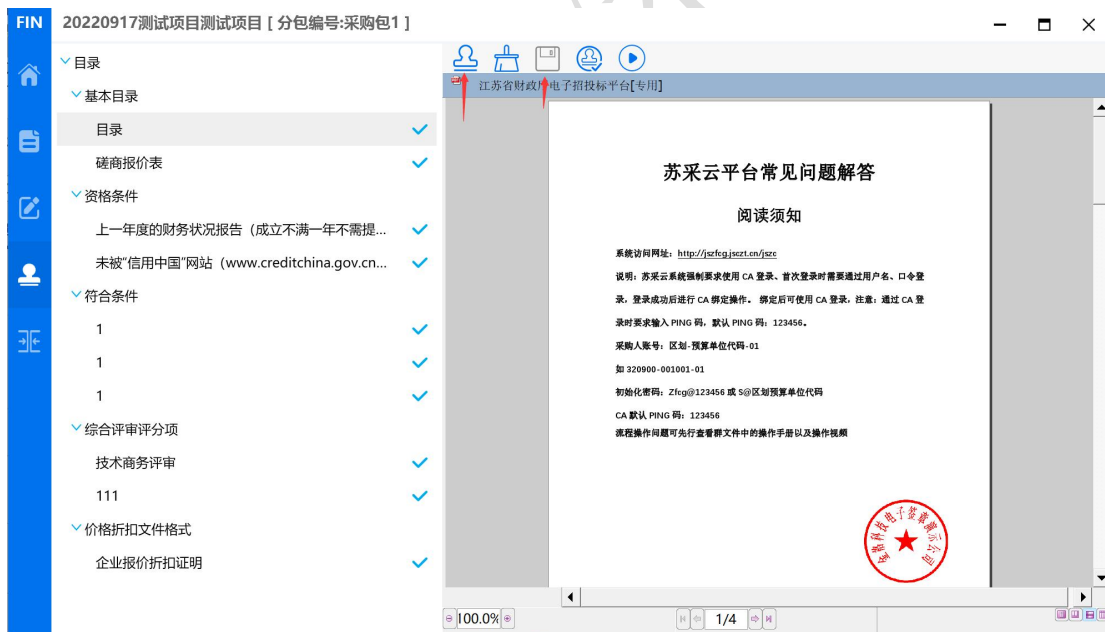 FIN
20220917测试项目测试项目 [ 分包编号:采购包1 ]
目录
基本目录
目录
磋商报价表
资格条件
上一年度的财务状况报告（成立不满一年不需提...
未被“信用中国”网站（www.creditchina.gov.cn...
符合条件
1
1
1
综合评审评分项
技术商务评审
111
价格折扣文件格式
企业报价折扣证明
江苏省财政厅电子招投标平台[专用]
苏采云平台常见问题解答
阅读须知
系统访问网址：http://jszfcg.jsczt.cn/jszc
说明：苏采云系统强制要求使用 CA 登录、首次登录时需要通过用户名、口令登
录，登录成功后进行 CA 绑定操作。 绑定后可使用 CA 登录，注意：通过 CA 登
录时要求输入 PING 码，默认 PING 码：123456。
采购人账号：区划-预算单位代码-01
如 320900-001001-01
初始化密码：Zfcg@123456 或 S@区划预算单位代码
CA 默认 PING 码：123456
流程操作问题可先行查看群文件中的操作手册以及操作视频
100.0%
1/4